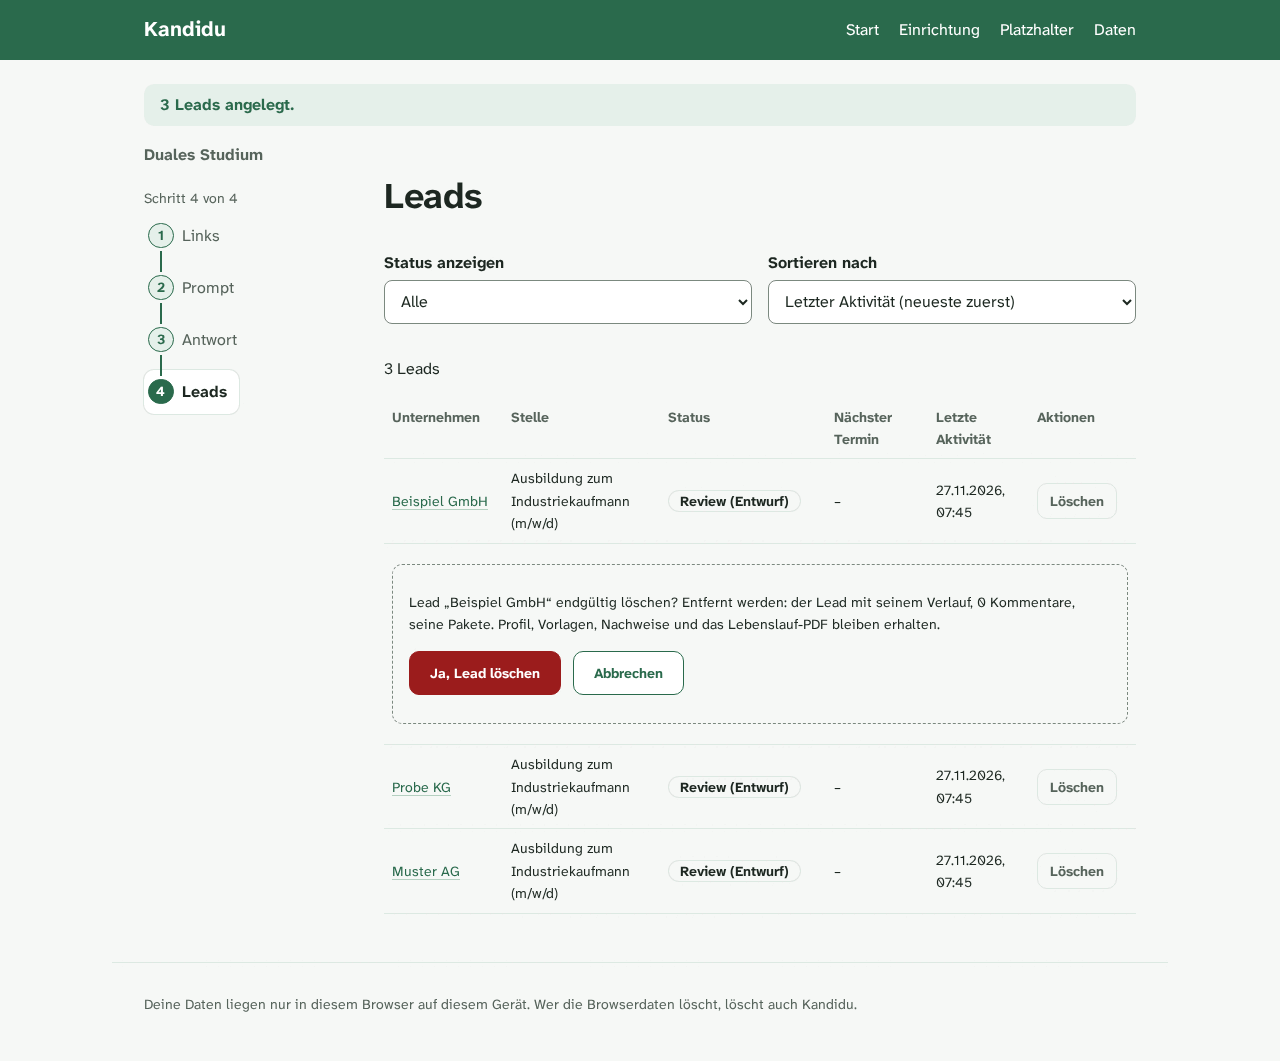 Kandidu
Start Einrichtung Platzhalter Daten
3 Leads angelegt.
Duales Studium
Schritt 4 von 4
1 Links
2 Prompt
3 Antwort
4 Leads
Leads
Status anzeigen
Alle
Sortieren nach
Letzter Aktivität (neueste zuerst)
3 Leads
Unternehmen Stelle Status Nächster Termin Letzte Aktivität Aktionen
Beispiel GmbH
Ausbildung zum
Industriekaufmann
(m/w/d)
Review (Entwurf)
–
27.11.2026,
07:45
Löschen
Lead „Beispiel GmbH“ endgültig löschen? Entfernt werden: der Lead mit seinem Verlauf, 0 Kommentare,
seine Pakete. Profil, Vorlagen, Nachweise und das Lebenslauf-PDF bleiben erhalten.
Ja, Lead löschen
Abbrechen
Probe KG
Ausbildung zum
Industriekaufmann
(m/w/d)
Review (Entwurf)
–
27.11.2026,
07:45
Löschen
Muster AG
Ausbildung zum
Industriekaufmann
(m/w/d)
Review (Entwurf)
–
27.11.2026,
07:45
Löschen
Deine Daten liegen nur in diesem Browser auf diesem Gerät. Wer die Browserdaten löscht, löscht auch Kandidu.